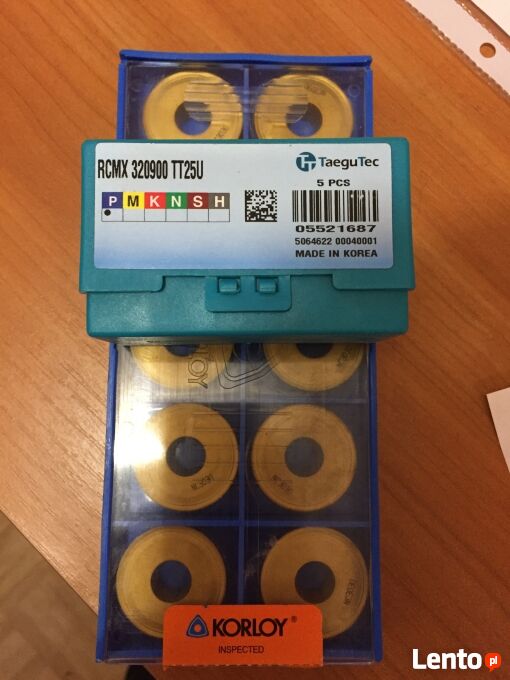 RCMX 320900 TT25U
TaeguTec
5 PCS
P M K N S H
05521687
5064622 00040001
MADE IN KOREA
KORLOY
INSPECTED
Lento.pl